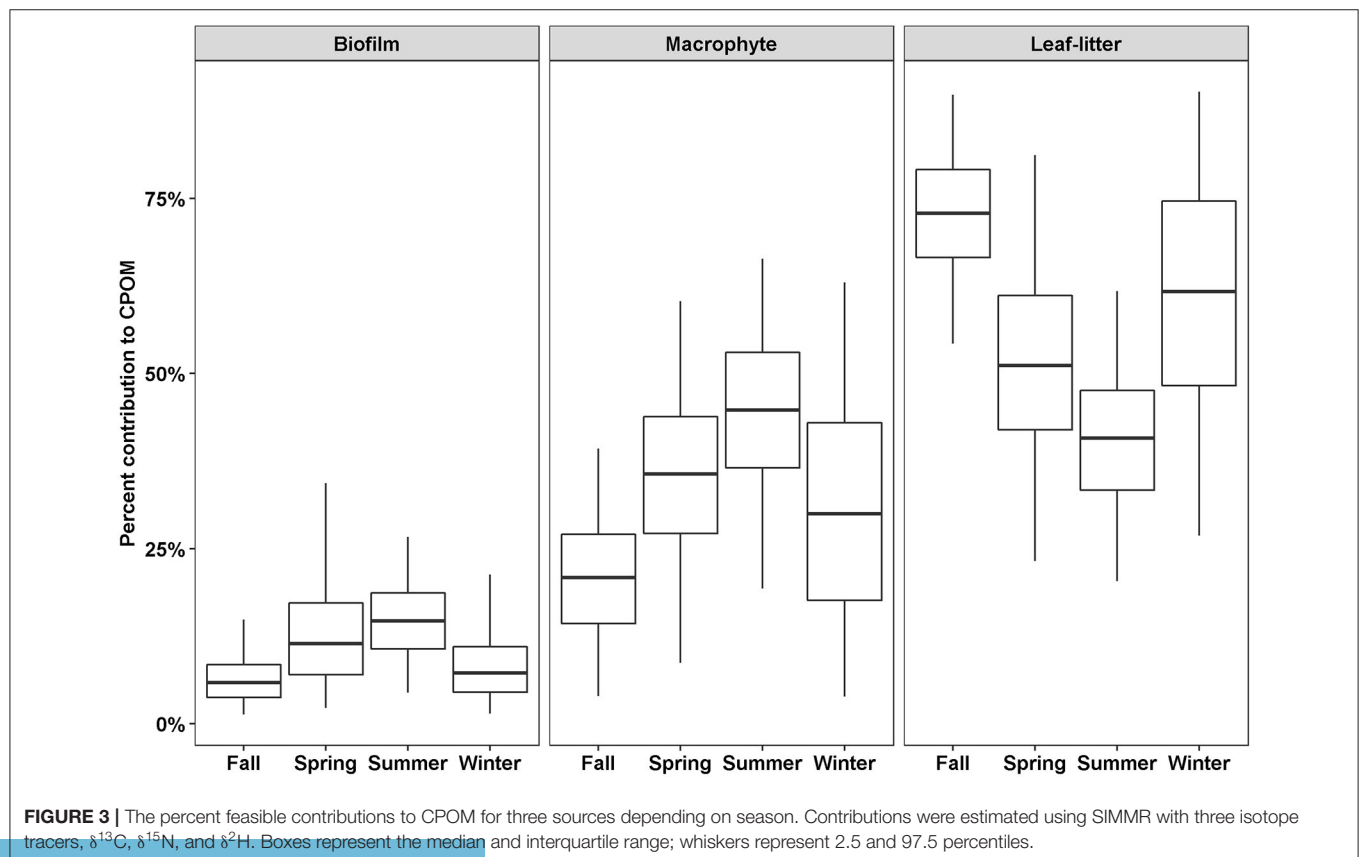 Biofilm Macrophyte Leaf-litter
Percent contribution to CPOM
75%
50%
25%
0%
Fall Spring Summer Winter Fall Spring Summer Winter Fall Spring Summer Winter
FIGURE 3 | The percent feasible contributions to CPOM for three sources depending on season. Contributions were estimated using SIMMR with three isotope
tracers, δ¹³C, δ¹⁵N, and δ²H. Boxes represent the median and interquartile range; whiskers represent 2.5 and 97.5 percentiles.